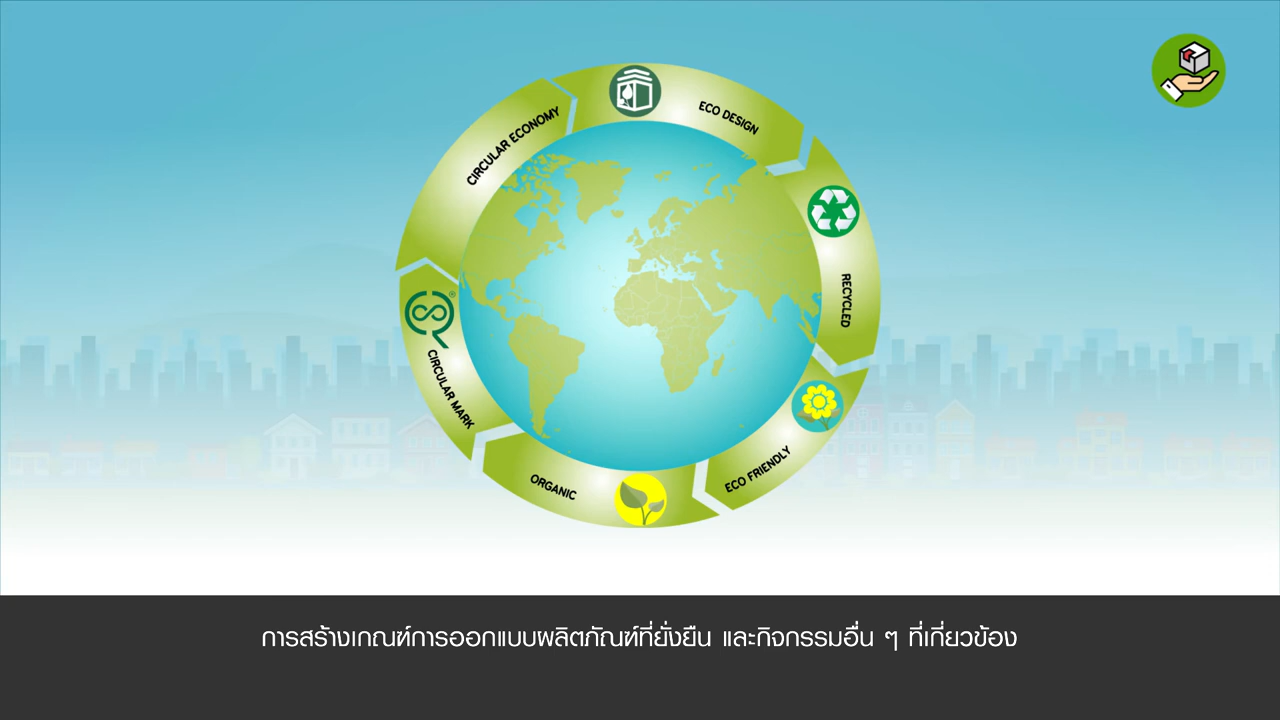 CIRCULAR ECONOMY
ECO DESIGN
RECYCLED
ECO FRIENDLY
ORGANIC
CIRCULAR MARK
®
การสร้างเกณฑ์การออกแบบผลิตภัณฑ์ที่ยั่งยืน และกิจกรรมอื่น ๆ ที่เกี่ยวข้อง